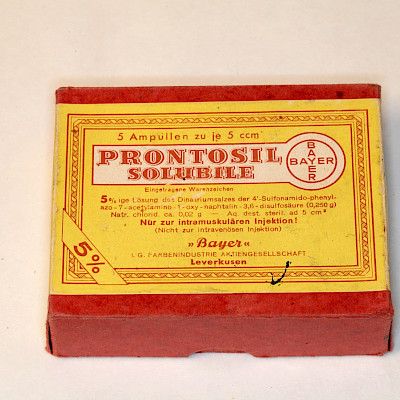 5 Ampullen zu je 5 ccm
PRONTOSIL
SOLUBILE
BAYER
BAYER
Eingetragene Warenzeichen
5%ige Lösung des Dinatriumsalzes der 4'-Sulfonamido-phenyl-
azo-7-acetylamino-1-oxy-naphtalin-3,6-disulfosäure (0,250 g)
Natr. chlorid. ca. 0,02 g — Aq. dest. steril. ad 5 cm³
Nur zur intramuskulären Injektion!
(Nicht zur intravenösen Injektion)
»Bayer«
I. G. FARBENINDUSTRIE AKTIENGESELLSCHAFT
Leverkusen
5%